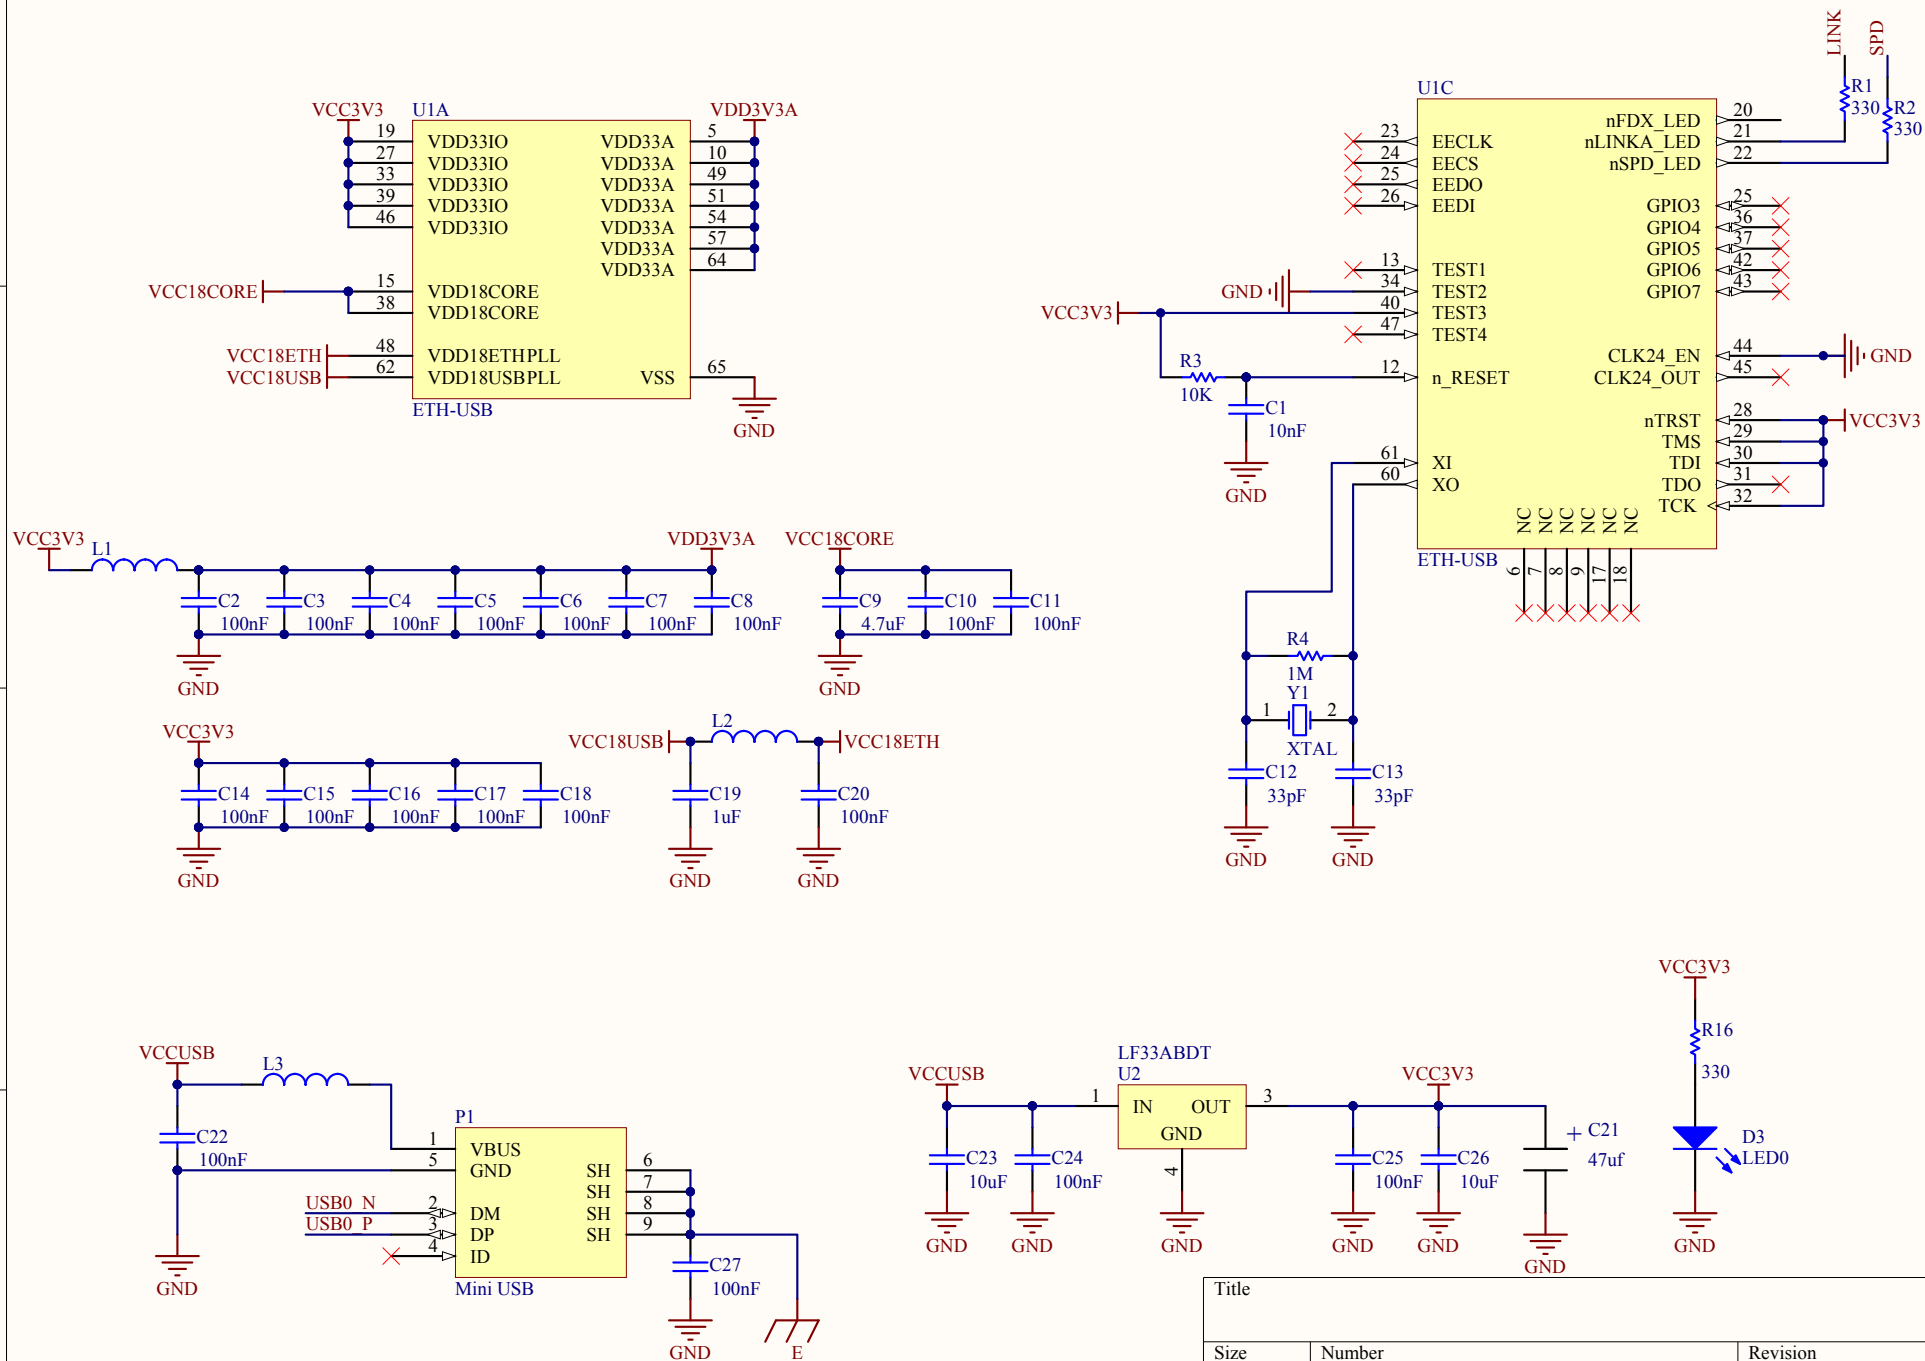 LINK
SPD
R1
330
R2
330
VCC3V3
U1A
VDD3V3A
19 VDD33IO VDD33A 5
27 VDD33IO VDD33A 10
33 VDD33IO VDD33A 49
39 VDD33IO VDD33A 51
46 VDD33IO VDD33A 54
VDD33A 57
VDD33A 64
VCC18CORE 15 VDD18CORE
38 VDD18CORE
VCC18ETH 48 VDD18ETHPLL
VCC18USB 62 VDD18USBPLL VSS 65
ETH-USB
GND
U1C
nFDX_LED 20
23 EECLK nLINKA_LED 21
24 EECS nSPD_LED 22
25 EEDO
26 EEDI GPIO3 25
GPIO4 36
GPIO5 37
13 TEST1 GPIO6 42
GND 34 TEST2 GPIO7 43
VCC3V3 40 TEST3
47 TEST4
CLK24_EN 44 GND
R3
10K
12 n_RESET CLK24_OUT 45
C1
10nF
GND
nTRST 28 VCC3V3
TMS 29
61 XI TDI 30
60 XO TDO 31
TCK 32
NC NC NC NC NC NC
ETH-USB
6 7 8 9 17 18
VCC3V3
L1
VDD3V3A
VCC18CORE
C2 C3 C4 C5 C6 C7 C8 C9 C10 C11
100nF 100nF 100nF 100nF 100nF 100nF 100nF 4.7uF 100nF 100nF
GND GND
R4
1M
Y1
1 2
XTAL
C12 C13
33pF 33pF
GND GND
VCC3V3
C14 C15 C16 C17 C18
100nF 100nF 100nF 100nF 100nF
GND
L2
VCC18USB VCC18ETH
C19 C20
1uF 100nF
GND GND
VCCUSB
L3
C22
100nF
GND
P1
1 VBUS
5 GND SH 6
SH 7
USB0_N 2 DM SH 8
USB0_P 3 DP SH 9
4 ID
Mini USB
C27
100nF
GND
E
LF33ABDT
U2
VCCUSB VCC3V3
1 IN OUT 3
GND
4
C23 C24 C25 C26
10uF 100nF 100nF 10uF
+ C21
47uf
GND GND GND GND GND GND
VCC3V3
R16
330
D3
LED0
GND
Title
Size Number Revision